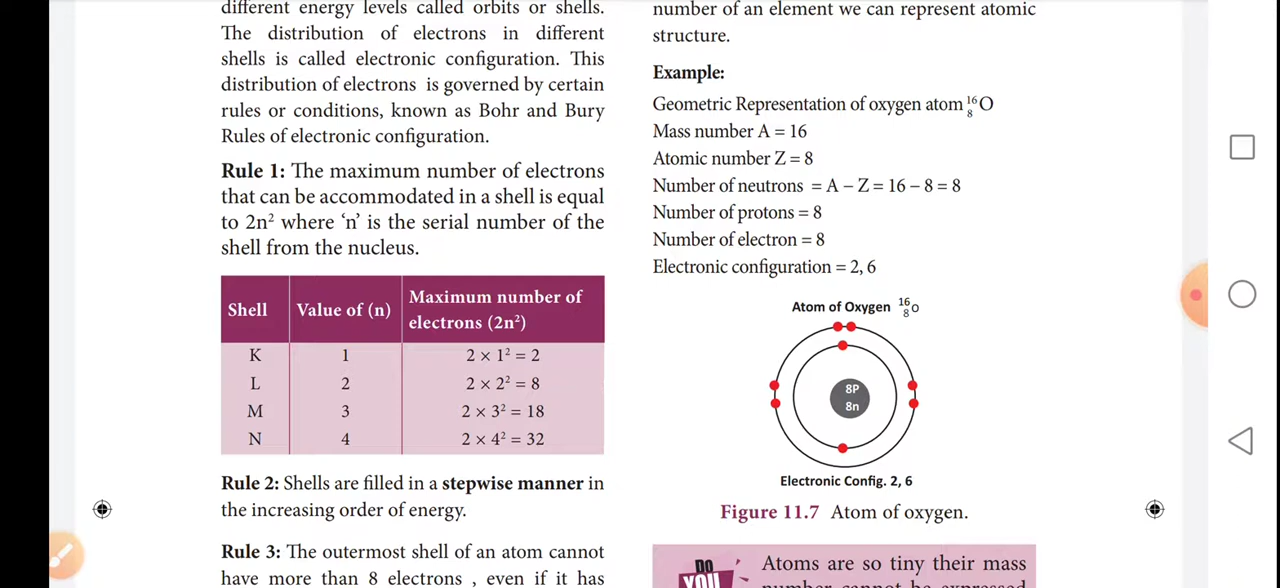 different energy levels called orbits or shells.
The distribution of electrons in different
shells is called electronic configuration. This
distribution of electrons is governed by certain
rules or conditions, known as Bohr and Bury
Rules of electronic configuration.
Rule 1: The maximum number of electrons
that can be accommodated in a shell is equal
to 2n² where ‘n’ is the serial number of the
shell from the nucleus.
Shell Value of (n) Maximum number of
electrons (2n²)
K 1 2 × 1² = 2
L 2 2 × 2² = 8
M 3 2 × 3² = 18
N 4 2 × 4² = 32
Rule 2: Shells are filled in a stepwise manner in
the increasing order of energy.
Rule 3: The outermost shell of an atom cannot
have more than 8 electrons , even if it has
number of an element we can represent atomic
structure.
Example:
Geometric Representation of oxygen atom ¹⁶₈O
Mass number A = 16
Atomic number Z = 8
Number of neutrons = A – Z = 16 – 8 = 8
Number of protons = 8
Number of electron = 8
Electronic configuration = 2, 6
Atom of Oxygen ¹⁶₈O
8P
8n
Electronic Config. 2, 6
Figure 11.7 Atom of oxygen.
DO
YOU
Atoms are so tiny their mass
number cannot be expressed